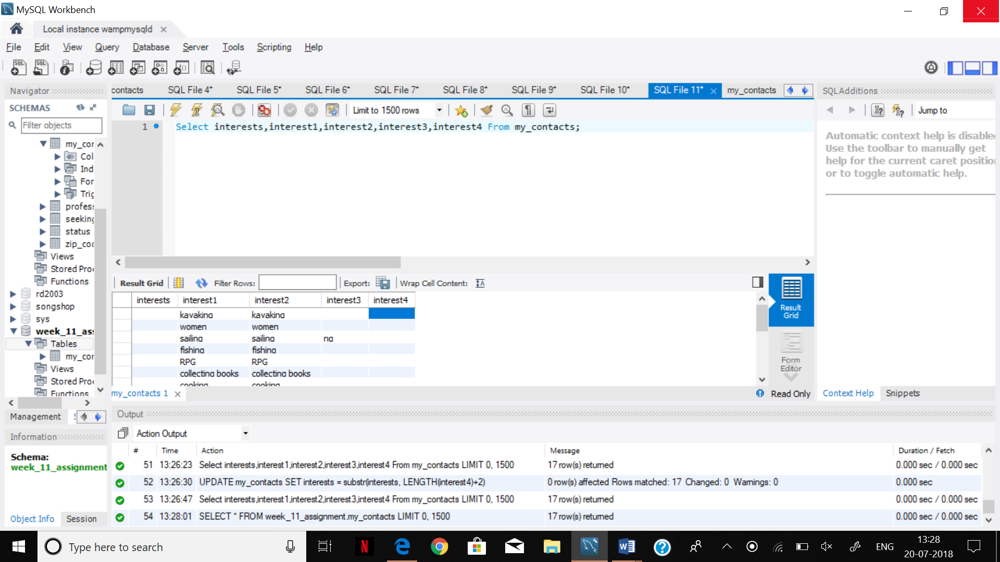 MySQL Workbench
Local instance wampmysqld
File Edit View Query Database Server Tools Scripting Help
Navigator
SCHEMAS
Filter objects
my_cor
Col
Ind
For
Trig
profes
seeking
status
zip_co
Views
Stored Pro
Functions
rd2003
songshop
sys
week_11_as
Tables
my_cor
Views
Stored Pro
Functions
Management
Information
Schema:
week_11_assignment
Object Info Session
contacts SQL File 4* SQL File 5* SQL File 6* SQL File 7* SQL File 8* SQL File 9* SQL File 10* SQL File 11* my_contacts
Limit to 1500 rows
1 Select interests,interest1,interest2,interest3,interest4 From my_contacts;
Result Grid Filter Rows: Export: Wrap Cell Content:
interests interest1 interest2 interest3 interest4
kayaking kayaking
women women
sailing sailing na
fishing fishing
RPG RPG
collecting books collecting books
cooking cooking
Result Grid
Form Editor
my_contacts 1
Read Only
SQLAdditions
Jump to
Automatic context help is disable
Use the toolbar to manually get
help for the current caret positio
or to toggle automatic help.
Context Help Snippets
Output
Action Output
# Time Action Message Duration / Fetch
51 13:26:23 Select interests,interest1,interest2,interest3,interest4 From my_contacts LIMIT 0, 1500 17 row(s) returned 0.000 sec / 0.000 sec
52 13:26:30 UPDATE my_contacts SET interests = substr(interests, LENGTH(interest4)+2) 0 row(s) affected Rows matched: 17 Changed: 0 Warnings: 0 0.000 sec
53 13:26:47 Select interests,interest1,interest2,interest3,interest4 From my_contacts LIMIT 0, 1500 17 row(s) returned 0.000 sec / 0.000 sec
54 13:28:01 SELECT * FROM week_11_assignment.my_contacts LIMIT 0, 1500 17 row(s) returned 0.000 sec / 0.000 sec
Type here to search
ENG
13:28
20-07-2018